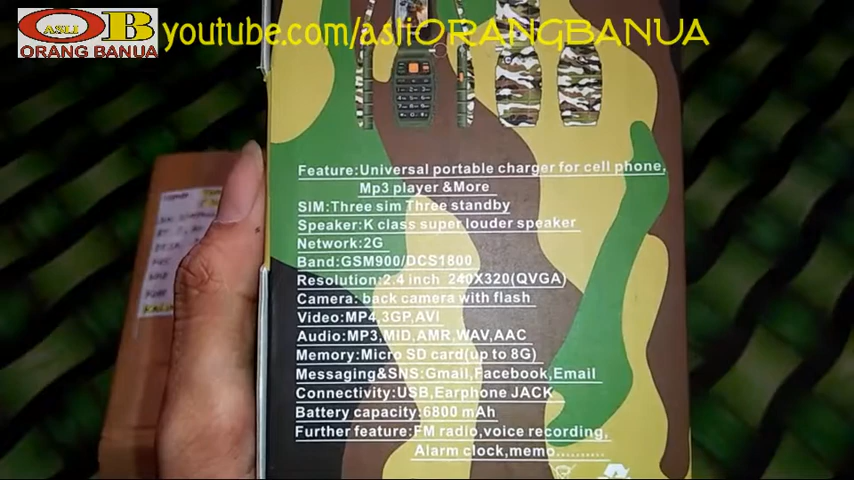 ASLI
OB
ORANG BANUA
youtube.com/asliORANGBANUA
Feature:Universal portable charger for cell phone,
Mp3 player &More
SIM:Three sim Three standby
Speaker:K class super louder speaker
Network:2G
Band:GSM900/DCS1800
Resolution:2.4 inch 240X320(QVGA)
Camera: back camera with flash
Video:MP4,3GP,AVI
Audio:MP3,MID,AMR,WAV,AAC
Memory:Micro SD card(up to 8G)
Messaging&SNS:Gmail,Facebook,Email
Connectivity:USB,Earphone JACK
Battery capacity:6800 mAh
Further feature:FM radio,voice recording,
Alarm clock,memo...........